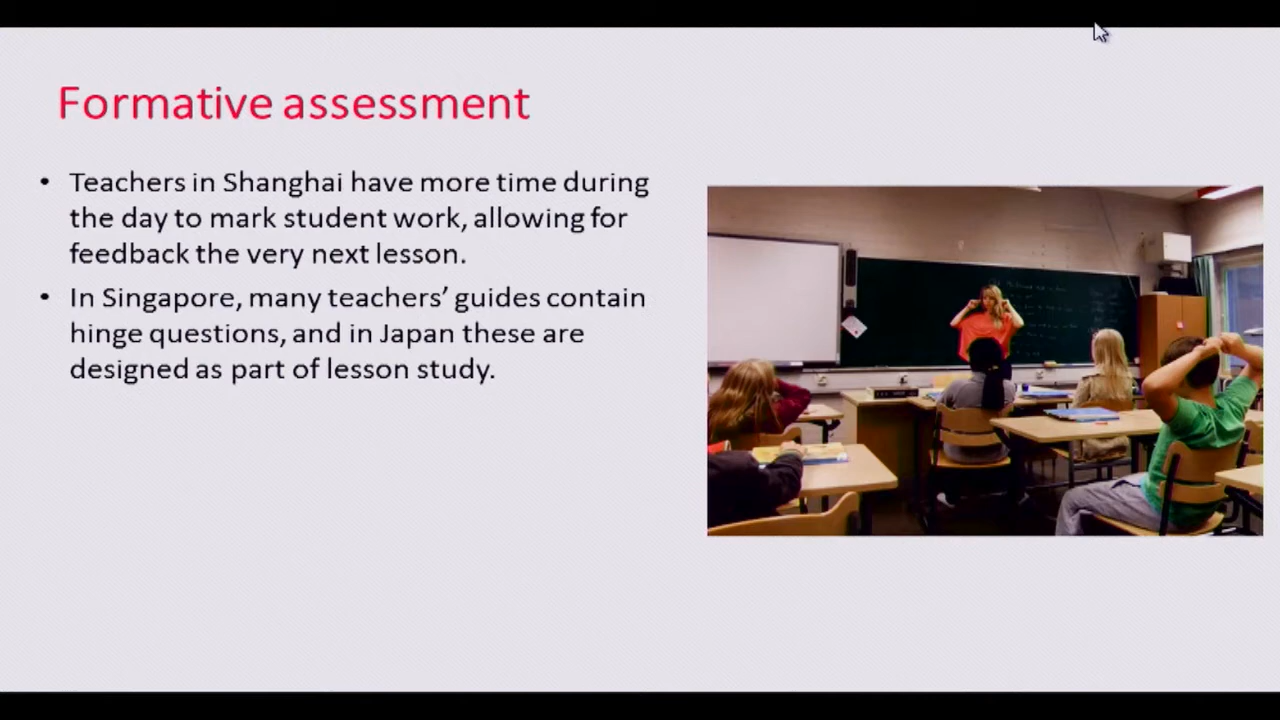 Formative assessment
• Teachers in Shanghai have more time during
the day to mark student work, allowing for
feedback the very next lesson.
• In Singapore, many teachers’ guides contain
hinge questions, and in Japan these are
designed as part of lesson study.